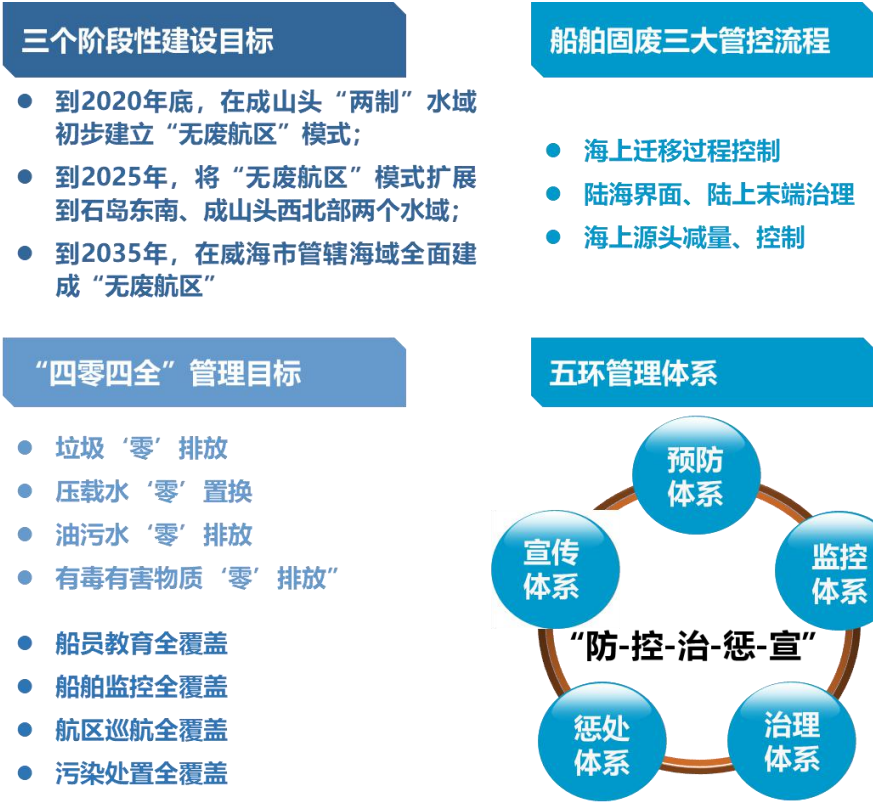 三个阶段性建设目标
到2020年底，在成山头“两制”水域
初步建立“无废航区”模式；
到2025年，将“无废航区”模式扩展
到石岛东南、成山头西北部两个水域；
到2035年，在威海市管辖海域全面建
成“无废航区”
船舶固废三大管控流程
海上迁移过程控制
陆海界面、陆上末端治理
海上源头减量、控制
“四零四全”管理目标
垃圾‘零’排放
压载水‘零’置换
油污水‘零’排放
有毒有害物质‘零’排放”
船员教育全覆盖
船舶监控全覆盖
航区巡航全覆盖
污染处置全覆盖
五环管理体系
预防
体系
监控
体系
治理
体系
惩处
体系
宣传
体系
“防-控-治-惩-宣”